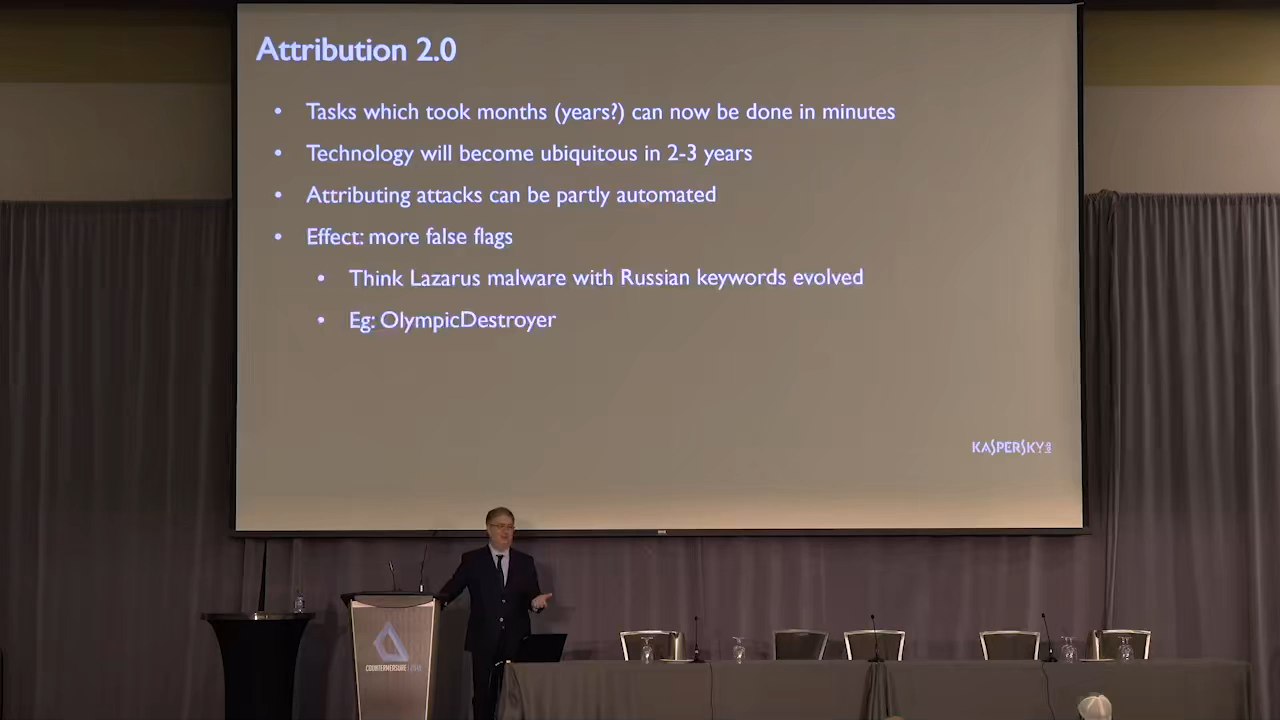 Attribution 2.0
• Tasks which took months (years?) can now be done in minutes
• Technology will become ubiquitous in 2-3 years
• Attributing attacks can be partly automated
• Effect: more false flags
• Think Lazarus malware with Russian keywords evolved
• Eg: OlympicDestroyer
KASPERSKY
COUNTERMEASURE